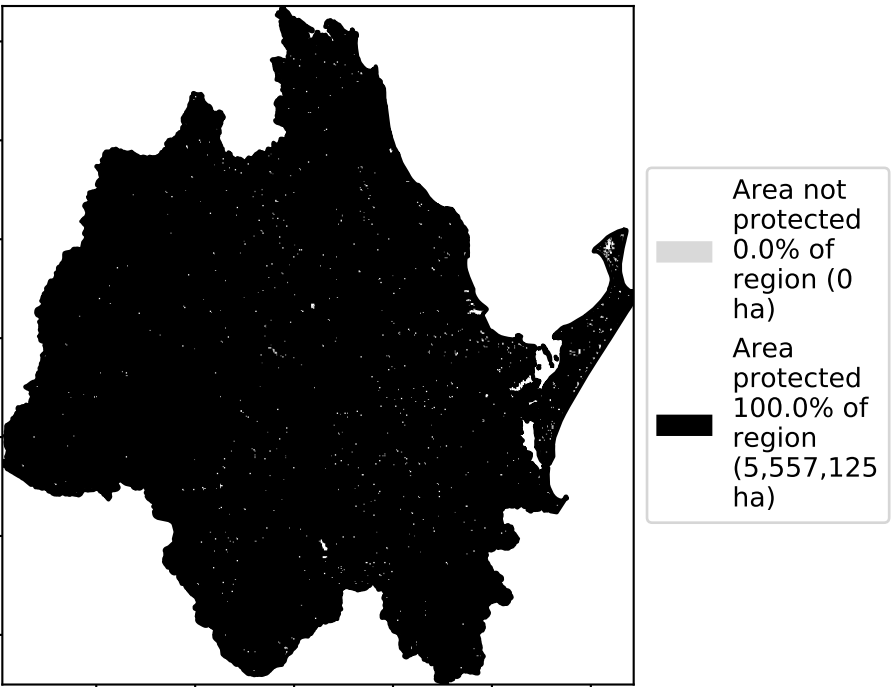 Area not
protected
0.0% of
region (0
ha)
Area
protected
100.0% of
region
(5,557,125
ha)